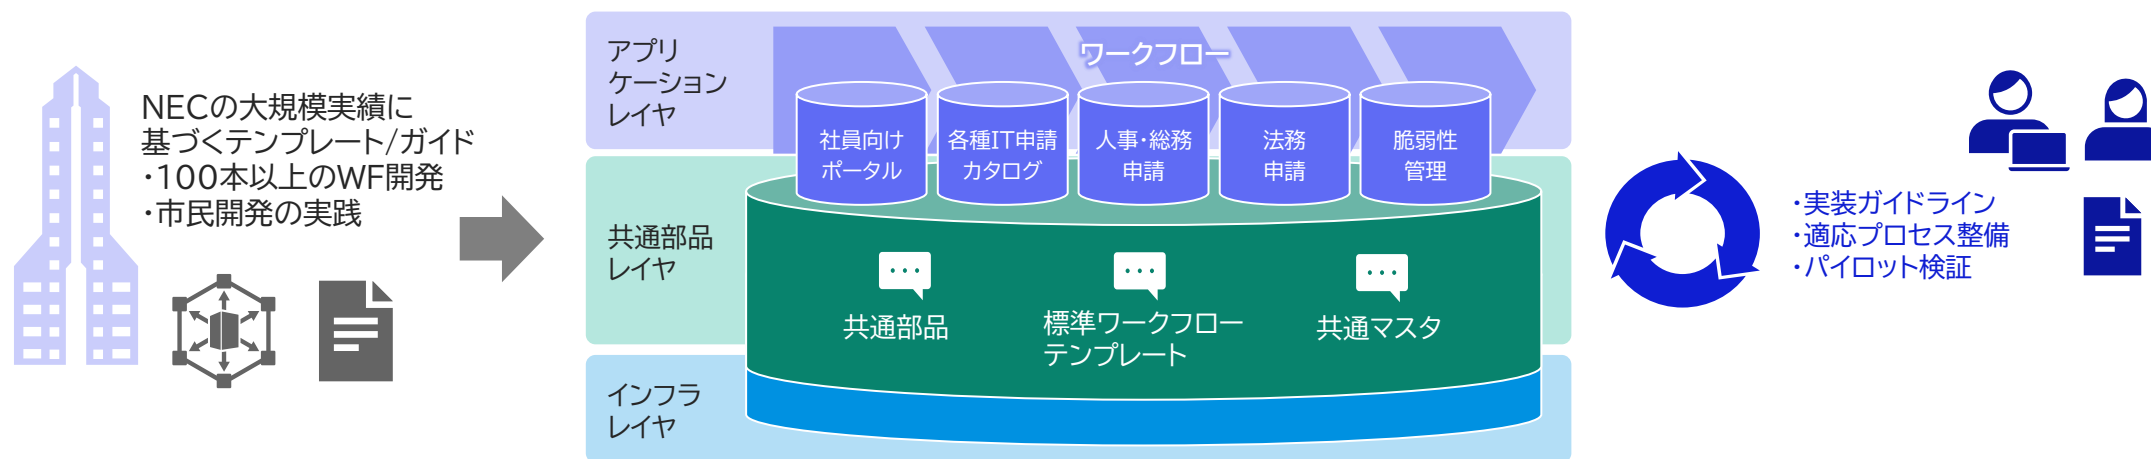 NECの大規模実績に
基づくテンプレート/ガイド
・100本以上のWF開発
・市民開発の実践
アプリ
ケーション
レイヤ
ワークフロー
社員向け
ポータル
各種IT申請
カタログ
人事・総務
申請
法務
申請
脆弱性
管理
共通部品
レイヤ
共通部品
標準ワークフロー
テンプレート
共通マスタ
インフラ
レイヤ
・実装ガイドライン
・適応プロセス整備
・パイロット検証